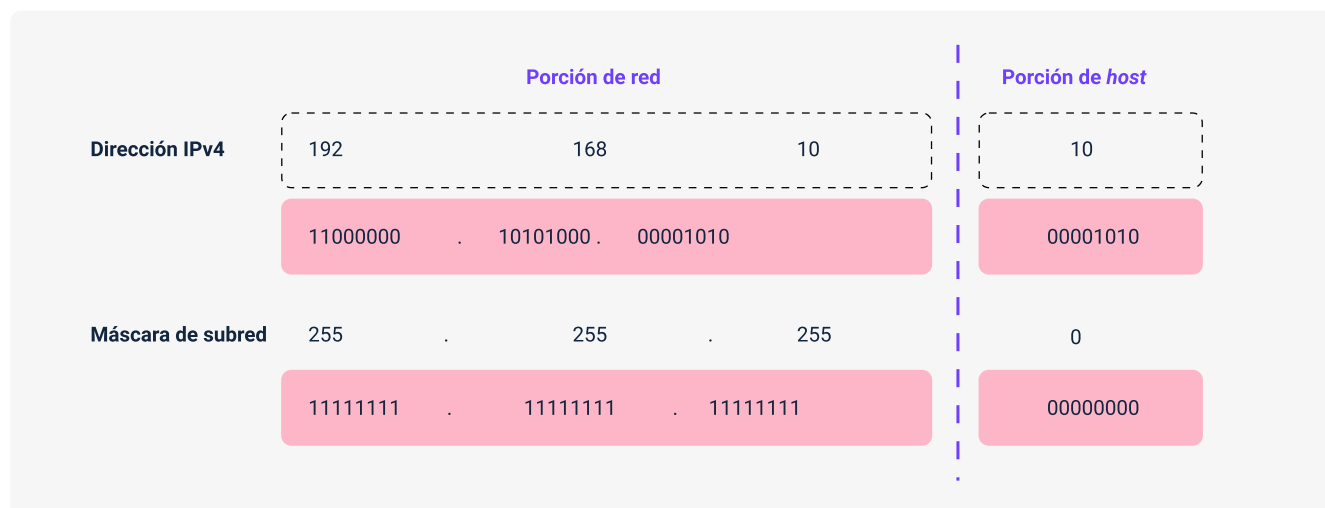 Porción de red Porción de host
Dirección IPv4 192 168 10 10
11000000 . 10101000 . 00001010 00001010
Máscara de subred 255 . 255 . 255 0
11111111 . 11111111 . 11111111 00000000